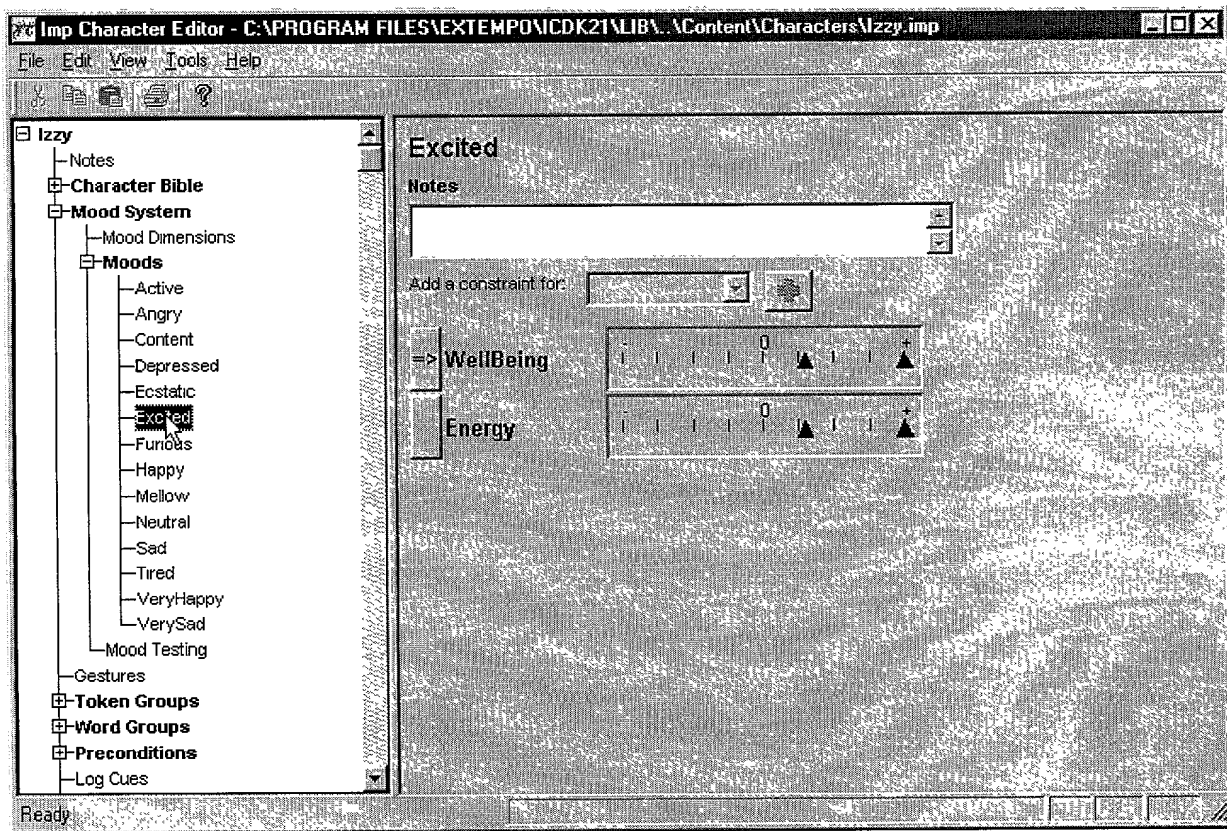 Imp Character Editor - C:\PROGRAM FILES\EXTEMPO\ICDK21\LIB\..\Content\Characters\Izzy.imp
File Edit View Tools Help
Izzy
Notes
Character Bible
Mood System
Mood Dimensions
Moods
Active
Angry
Content
Depressed
Ecstatic
Excited
Furious
Happy
Mellow
Neutral
Sad
Tired
VeryHappy
VerySad
Mood Testing
Gestures
Token Groups
Word Groups
Preconditions
Log Cues
Excited
Notes
Add a constraint for:
=> WellBeing - 0 +
Energy - 0 +
Ready